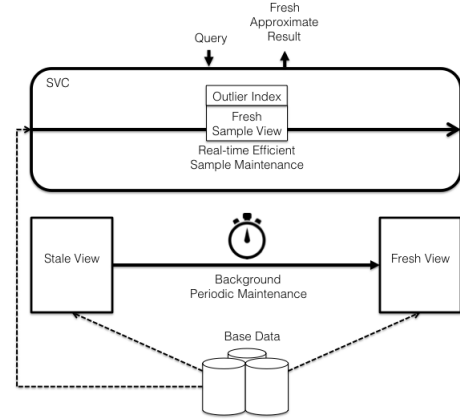 Fresh
Approximate
Result
Query
SVC
Outlier Index
Fresh
Sample View
Real-time Efficient
Sample Maintenance
Stale View
Fresh View
Background
Periodic Maintenance
Base Data